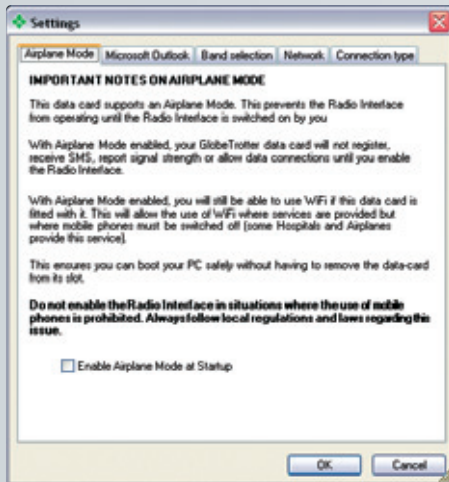 Settings
Airplane Mode Microsoft Outlook Band selection Network Connection type
IMPORTANT NOTES ON AIRPLANE MODE
This data card supports an Airplane Mode. This prevents the Radio Interface
from operating until the Radio Interface is switched on by you
With Airplane Mode enabled, your GlobeTrotter data card will not register,
receive SMS, report signal strength or allow data connections until you enable
the Radio Interface.
With Airplane Mode enabled, you will still be able to use WiFi if this data card is
fitted with it. This will allow the use of WiFi where services are provided but
where mobile phones must be switched off (some Hospitals and Airplanes
provide this service).
This ensures you can boot your PC safely without having to remove the data-card
from its slot.
Do not enable the Radio Interface in situations where the use of mobile
phones is prohibited. Always follow local regulations and laws regarding this
issue.
Enable Airplane Mode at Startup
OK Cancel